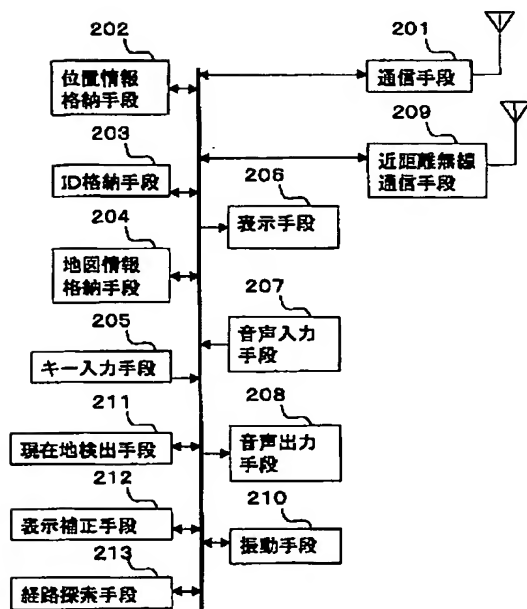 202
位置情報
格納手段
201
通信手段
203
ID格納手段
209
近距離無線
通信手段
204
地図情報
格納手段
206
表示手段
205
キー入力手段
207
音声入力
手段
211
現在地検出手段
208
音声出力
手段
212
表示補正手段
210
振動手段
213
経路探索手段